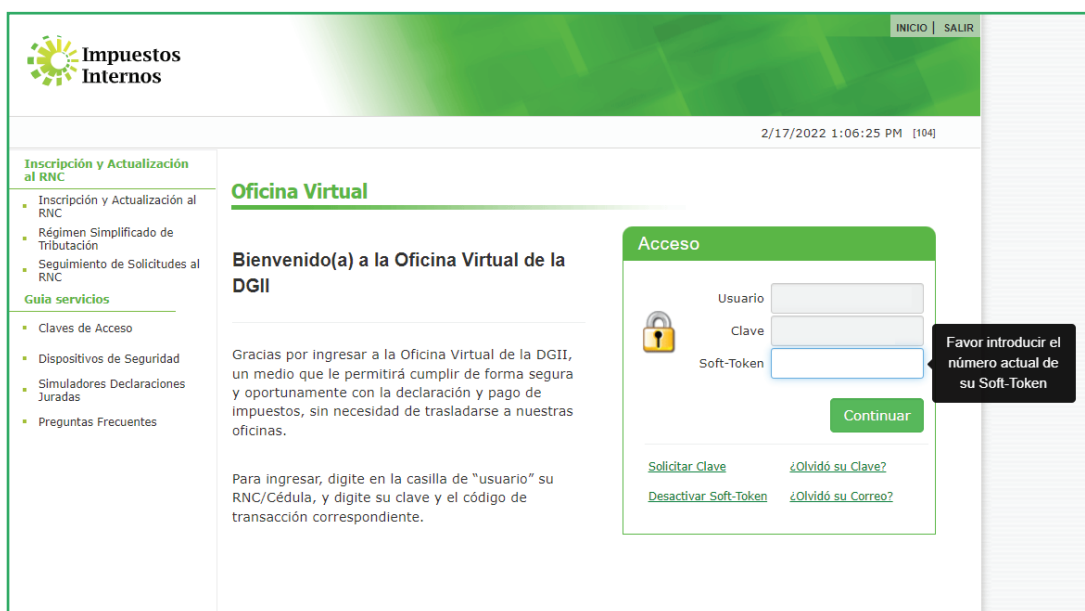 INICIO | SALIR
Impuestos
Internos
2/17/2022 1:06:25 PM [104]
Inscripción y Actualización
al RNC
Inscripción y Actualización al
RNC
Régimen Simplificado de
Tributación
Seguimiento de Solicitudes al
RNC
Guia servicios
Claves de Acceso
Dispositivos de Seguridad
Simuladores Declaraciones
Juradas
Preguntas Frecuentes
Oficina Virtual
Bienvenido(a) a la Oficina Virtual de la
DGII
Gracias por ingresar a la Oficina Virtual de la DGII,
un medio que le permitirá cumplir de forma segura
y oportunamente con la declaración y pago de
impuestos, sin necesidad de trasladarse a nuestras
oficinas.
Para ingresar, digite en la casilla de “usuario” su
RNC/Cédula, y digite su clave y el código de
transacción correspondiente.
Acceso
Usuario
Clave
Soft-Token
Favor introducir el
número actual de
su Soft-Token
Continuar
Solicitar Clave ¿Olvidó su Clave?
Desactivar Soft-Token ¿Olvidó su Correo?